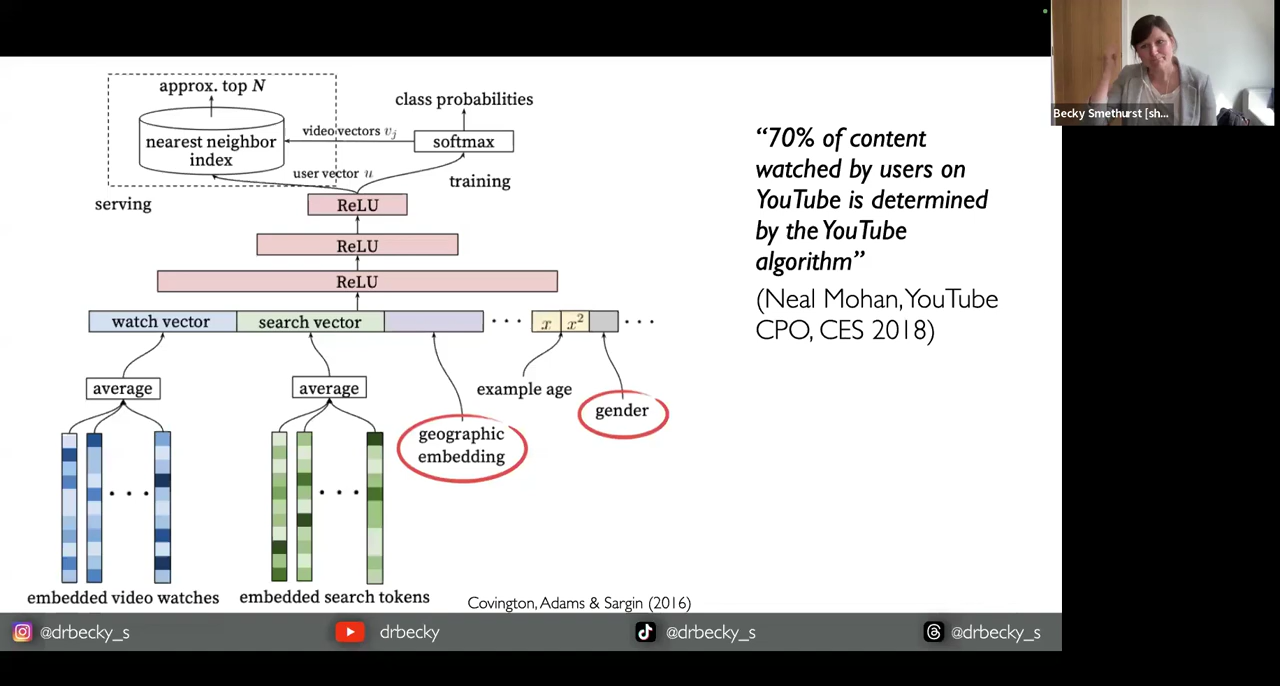 Becky Smethurst [sh...
approx. top N
nearest neighbor
index
class probabilities
video vectors vj
softmax
user vector u
training
serving
ReLU
ReLU
ReLU
watch vector
search vector
...
x
x²
...
average
average
example age
gender
geographic
embedding
...
...
embedded video watches
embedded search tokens
Covington, Adams & Sargin (2016)
“70% of content
watched by users on
YouTube is determined
by the YouTube
algorithm”
(Neal Mohan, YouTube
CPO, CES 2018)
@drbecky_s
drbecky
@drbecky_s
@drbecky_s